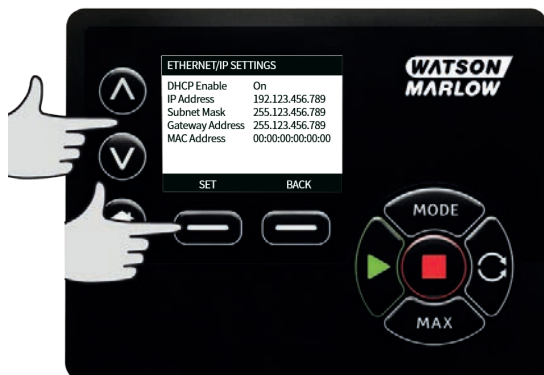 ETHERNET/IP SETTINGS
DHCP Enable On
IP Address 192.123.456.789
Subnet Mask 255.123.456.789
Gateway Address 255.123.456.789
MAC Address 00:00:00:00:00:00
SET BACK
WATSON
MARLOW
MODE
MAX